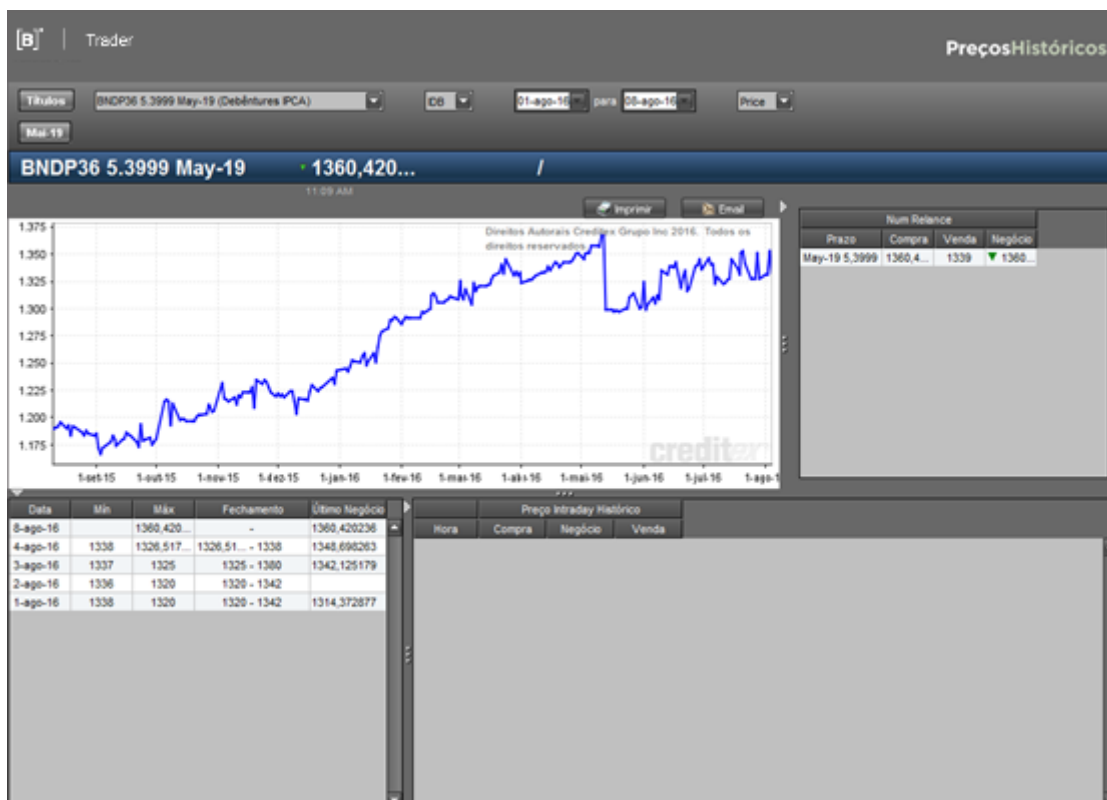 [B]³ | Trader
PreçosHistóricos
Títulos BNDP36 5.3999 May-19 (Debêntures IPCA) 01-ago-16 para 08-ago-16 Price
Mai-19
BNDP36 5.3999 May-19 1360,420... /
11:09 AM
Imprimir Email
Direitos Autorais Creditex Grupo Inc 2016. Todos os
direitos reservados.
1.375
1.350
1.325
1.300
1.275
1.250
1.225
1.200
1.175
creditex
1-set-15 1-out-15 1-nov-15 1-dez-15 1-jan-16 1-fev-16 1-mar-16 1-abr-16 1-mai-16 1-jun-16 1-jul-16 1-ago-1
Num Relance
Prazo Compra Venda Negócio
May-19 5,3999 1360,4... 1339 1360...
Data Mín Máx Fechamento Último Negócio
8-ago-16 1360,420... - 1360,420236
4-ago-16 1338 1326,517... 1326,51... - 1338 1348,698263
3-ago-16 1337 1325 1325 - 1380 1342,125179
2-ago-16 1336 1320 1320 - 1342
1-ago-16 1338 1320 1320 - 1342 1314,372877
Preço Intraday Histórico
Hora Compra Negócio Venda